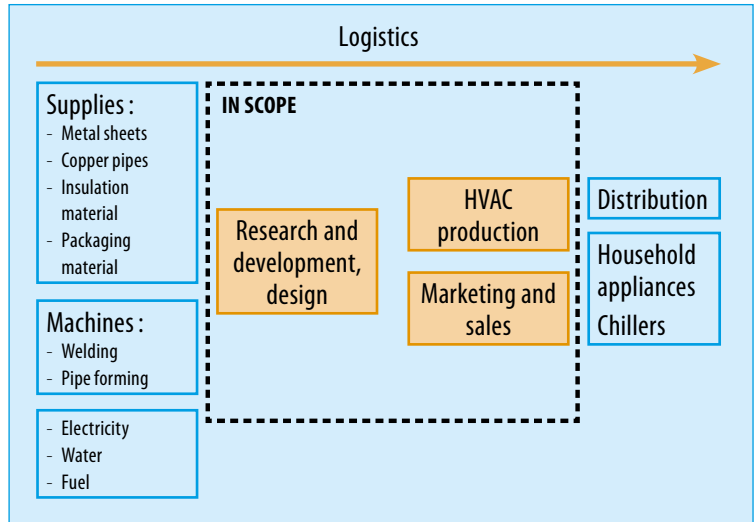 Logistics
Supplies :
- Metal sheets
- Copper pipes
- Insulation
material
- Packaging
material
Machines :
- Welding
- Pipe forming
- Electricity
- Water
- Fuel
IN SCOPE
Research and
development,
design
HVAC
production
Marketing and
sales
Distribution
Household
appliances
Chillers